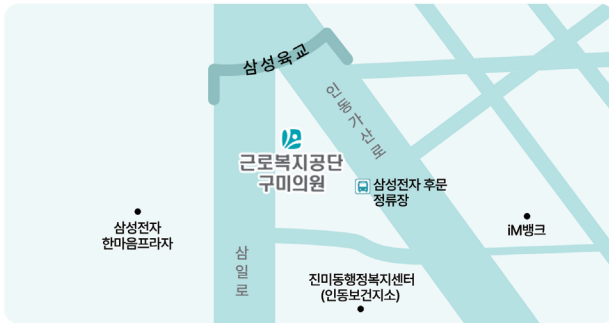 삼성육교
인동가산로
근로복지공단
구미의원
삼성전자 후문
정류장
삼성전자
한마음프라자
iM뱅크
삼일로
진미동행정복지센터
(인동보건지소)